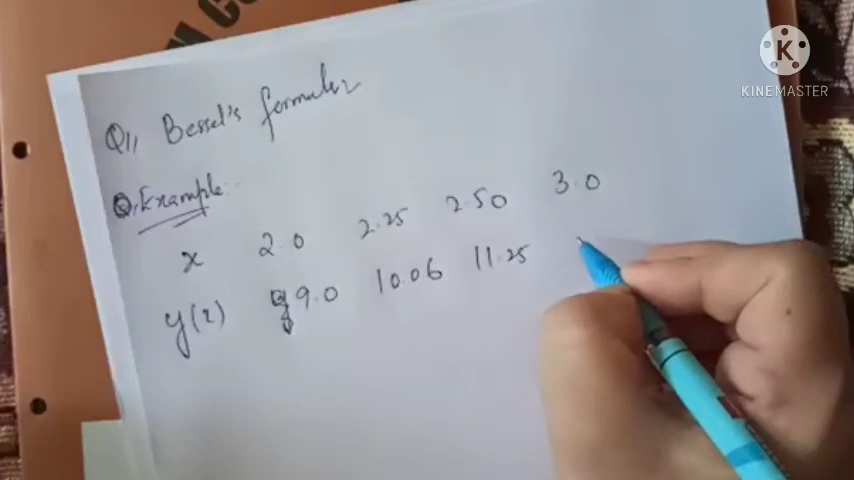 K
KINEMASTER
Q11 Bessel's formula
Q. Example
x 2.0 2.25 2.50 3.0
y(x) 9.0 10.06 11.25